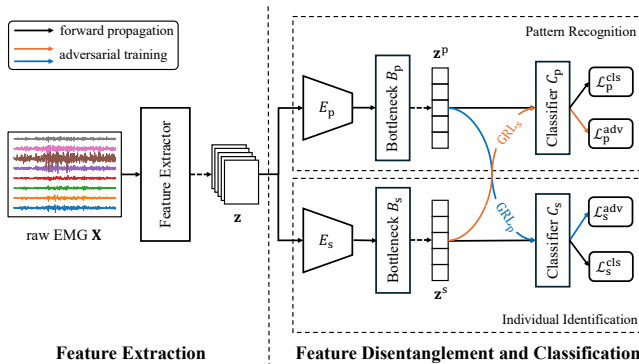 forward propagation
adversarial training
Pattern Recognition
z^p
E_p
Bottleneck B_p
Classifier C_p
L_p^cls
L_p^adv
GRL_s
Feature Extractor
z
raw EMG X
E_s
Bottleneck B_s
GRL_p
Classifier C_s
L_s^adv
L_s^cls
z^s
Individual Identification
Feature Extraction
Feature Disentanglement and Classification